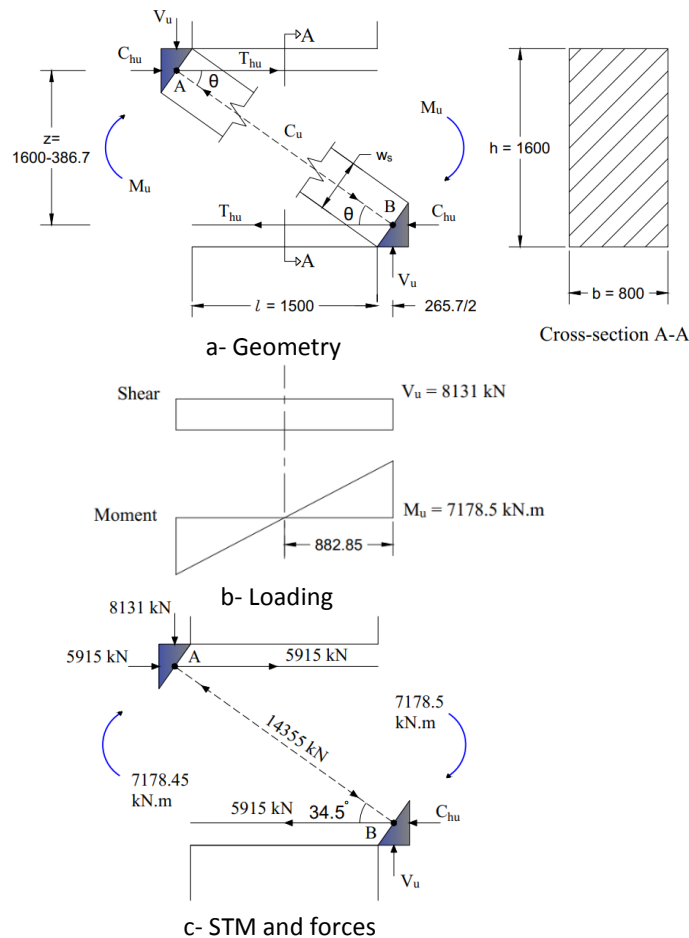 Vu
A
Chu
Thu
A
θ
z=
1600-386.7
Cu
Mu
Mu
ws
h = 1600
Thu
θ
B
Chu
A
Vu
l = 1500
265.7/2
b = 800
a- Geometry
Cross-section A-A
Shear
Vu = 8131 kN
Moment
Mu = 7178.5 kN.m
882.85
b- Loading
8131 kN
5915 kN
A
5915 kN
14355 kN
7178.5
kN.m
7178.45
kN.m
5915 kN
34.5°
B
Chu
Vu
c- STM and forces